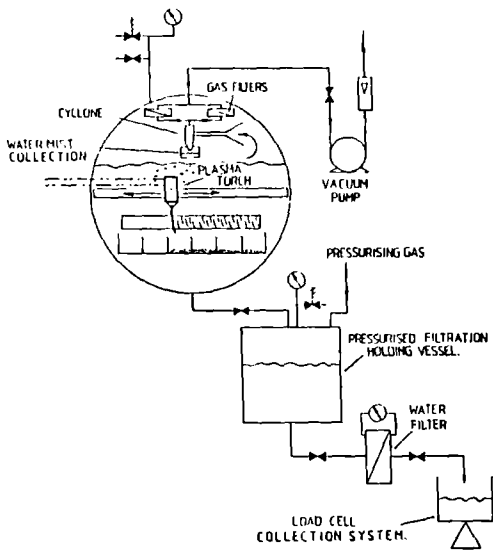 GAS FILTERS
CYCLONE
WATER MIST
COLLECTION
PLASMA
TORCH
VACUUM
PUMP
PRESSURISING GAS
PRESSURISED FILTRATION
HOLDING VESSEL.
WATER
FILTER
LOAD CELL
COLLECTION SYSTEM.